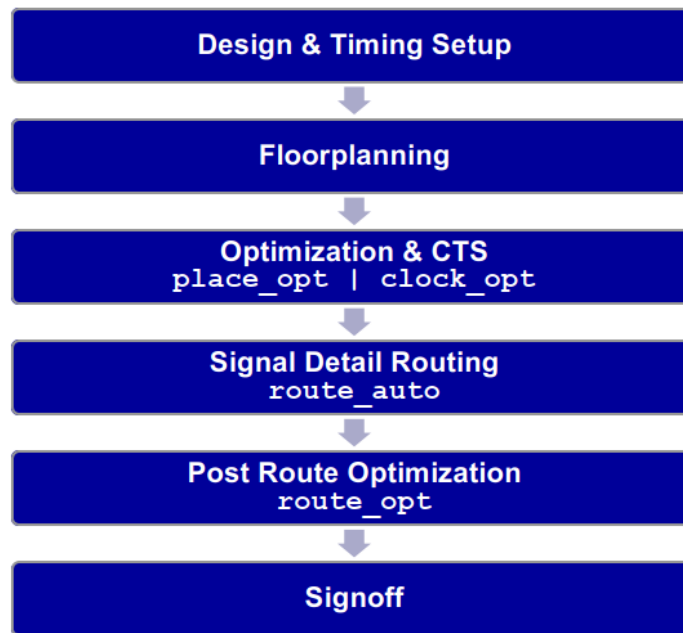 Design & Timing Setup
Floorplanning
Optimization & CTS
place_opt | clock_opt
Signal Detail Routing
route_auto
Post Route Optimization
route_opt
Signoff